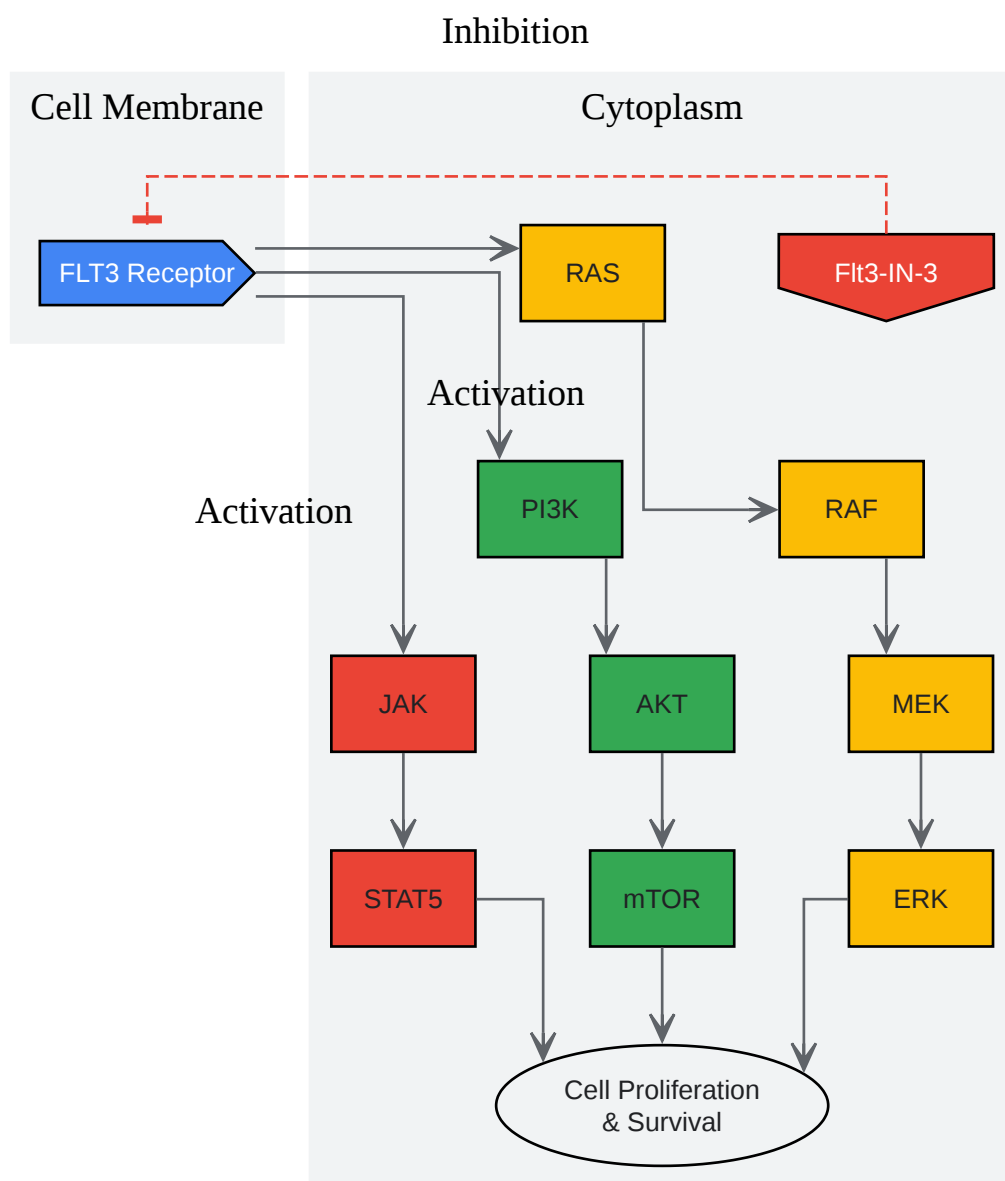 Inhibition
Cell Membrane
Cytoplasm
FLT3 Receptor
RAS
Flt3-IN-3
Activation
PI3K
RAF
Activation
JAK
AKT
MEK
STAT5
mTOR
ERK
Cell Proliferation
& Survival